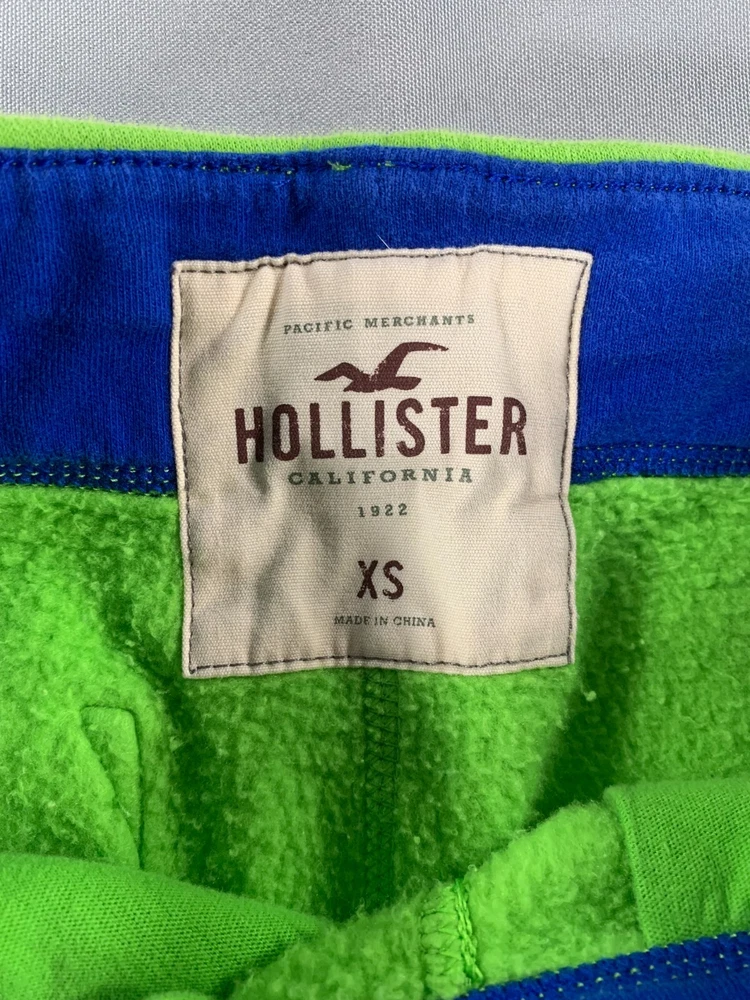 PACIFIC MERCHANTS
HOLLISTER
CALIFORNIA
1922
XS
MADE IN CHINA